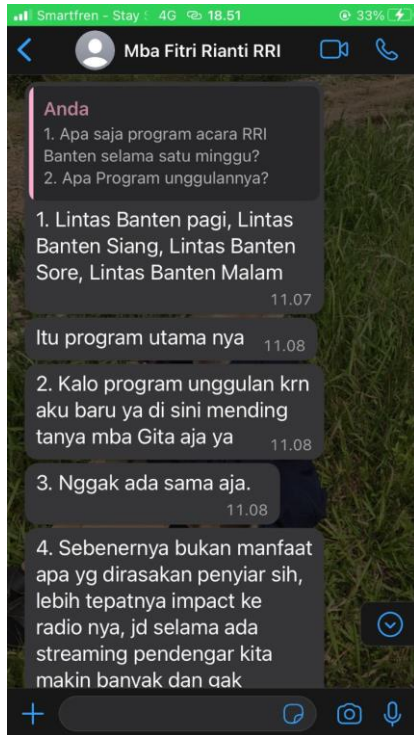 Smartfren - Stay 4G 18.51 33%
Mba Fitri Rianti RRI
Anda
1. Apa saja program acara RRI
Banten selama satu minggu?
2. Apa Program unggulannya?
1. Lintas Banten pagi, Lintas
Banten Siang, Lintas Banten
Sore, Lintas Banten Malam
11.07
Itu program utama nya 11.08
2. Kalo program unggulan krn
aku baru ya di sini mending
tanya mba Gita aja ya
11.08
3. Nggak ada sama aja.
11.08
4. Sebenernya bukan manfaat
apa yg dirasakan penyiar sih,
lebih tepatnya impact ke
radio nya, jd selama ada
streaming pendengar kita
makin banyak dan gak